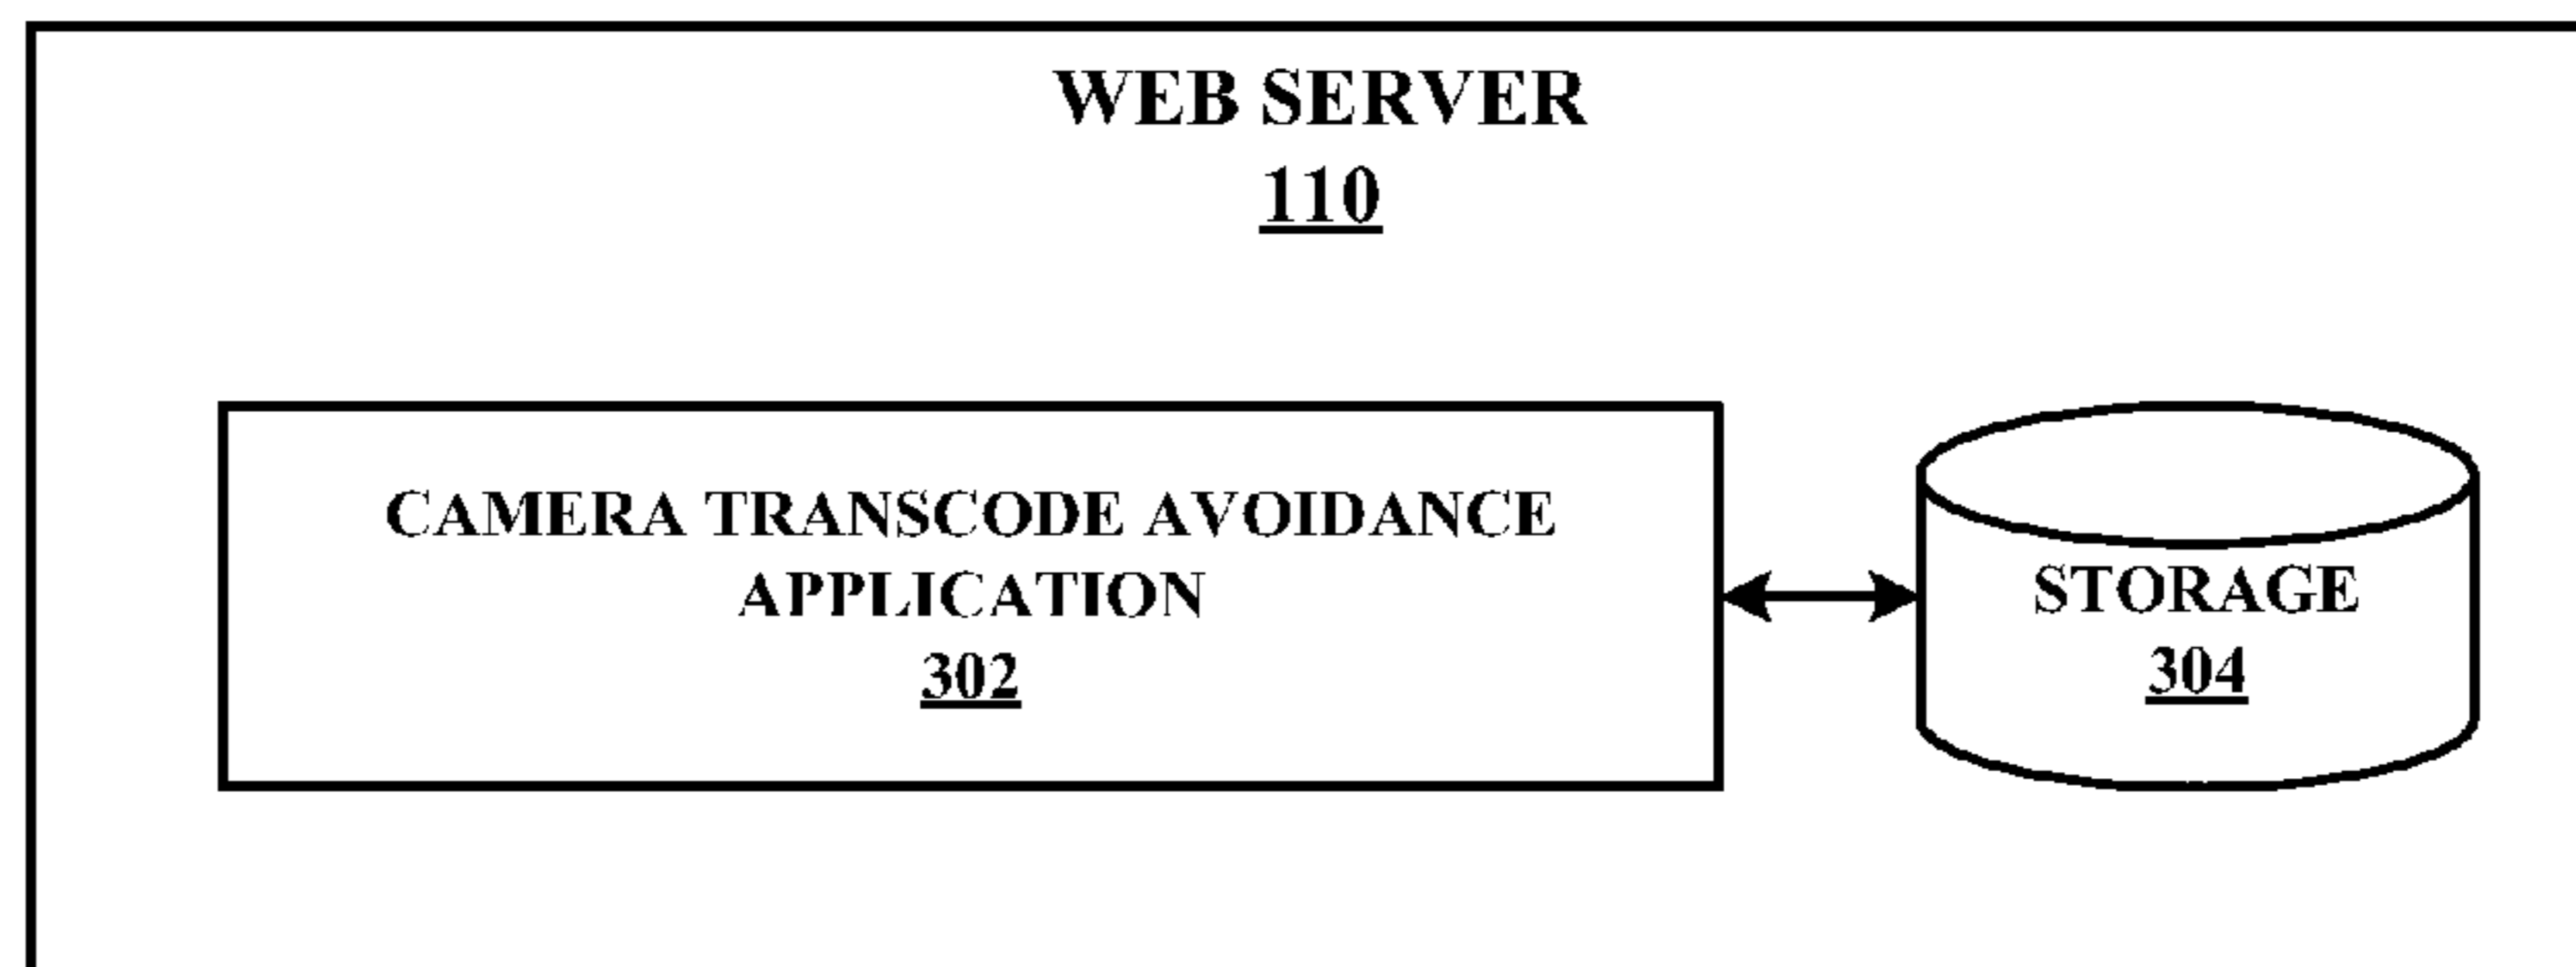 WEB SERVER
110
CAMERA TRANSCODE AVOIDANCE
APPLICATION
302
STORAGE
304